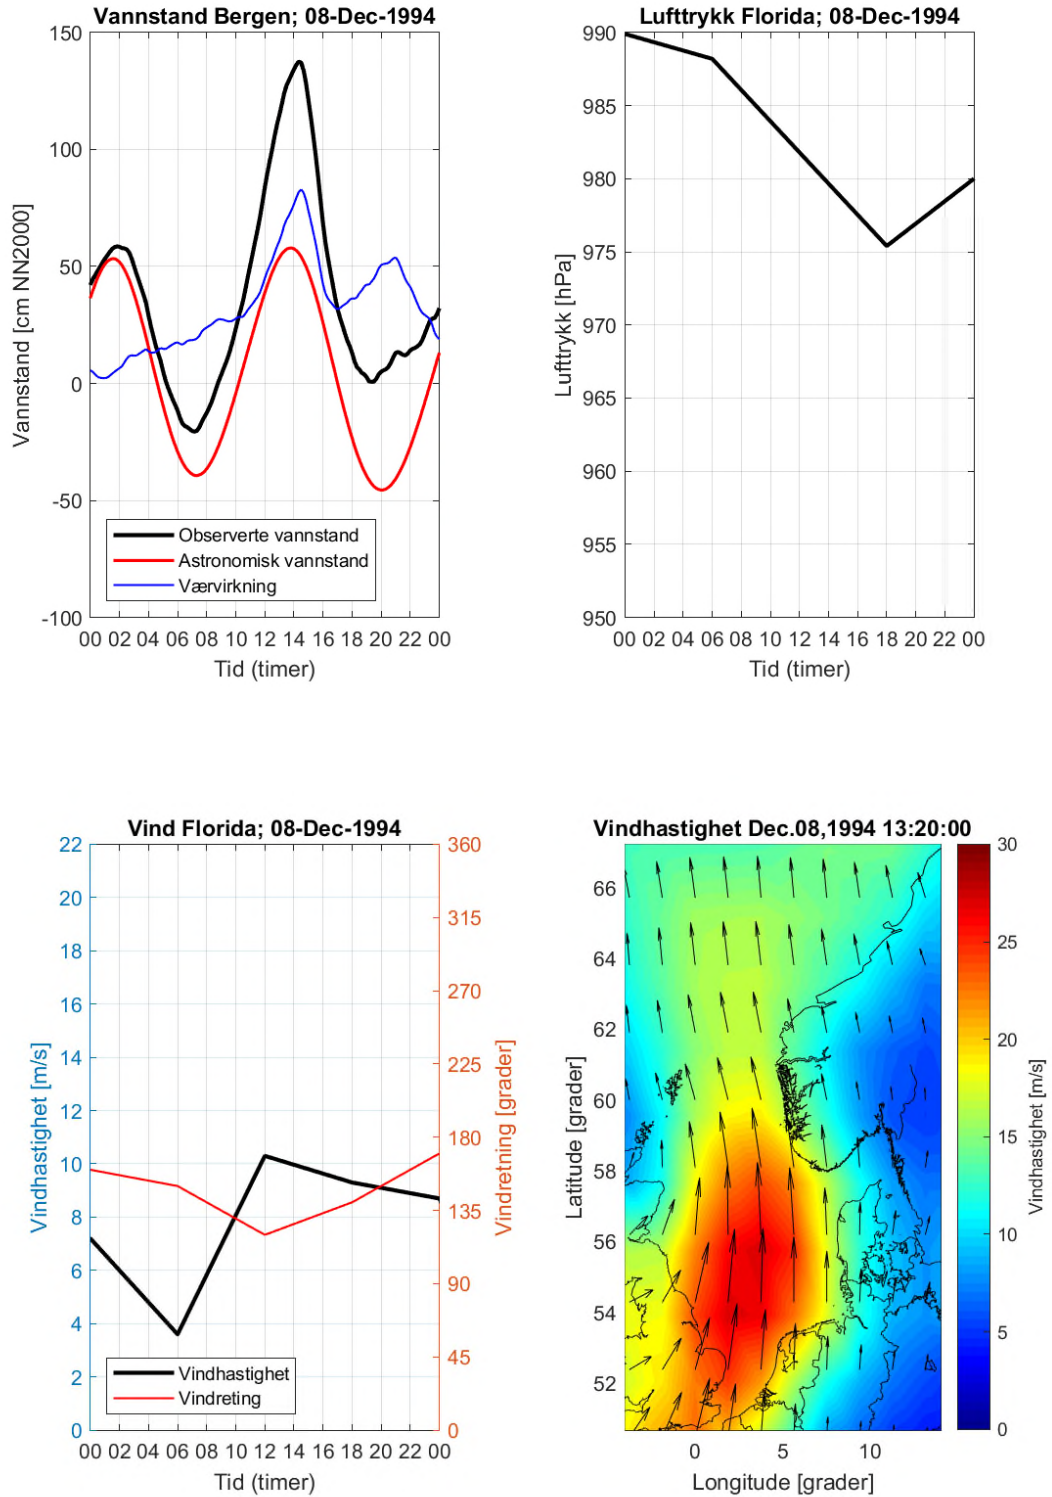 Vannstand Bergen; 08-Dec-1994
150
100
50
0
-50
-100
Vannstand [cm NN2000]
Observerte vannstand
Astronomisk vannstand
Værvirkning
00 02 04 06 08 10 12 14 16 18 20 22 00
Tid (timer)
Lufttrykk Florida; 08-Dec-1994
990
985
980
975
970
965
960
955
950
Lufttrykk [hPa]
00 02 04 06 08 10 12 14 16 18 20 22 00
Tid (timer)
Vind Florida; 08-Dec-1994
22
20
18
16
14
12
10
8
6
4
2
0
Vindhastighet [m/s]
360
315
270
225
180
135
90
45
0
Vindretning [grader]
Vindhastighet
Vindreting
00 02 04 06 08 10 12 14 16 18 20 22 00
Tid (timer)
Vindhastighet Dec.08,1994 13:20:00
66
64
62
60
58
56
54
52
Latitude [grader]
0 5 10
Longitude [grader]
30
25
20
15
10
5
0
Vindhastighet [m/s]